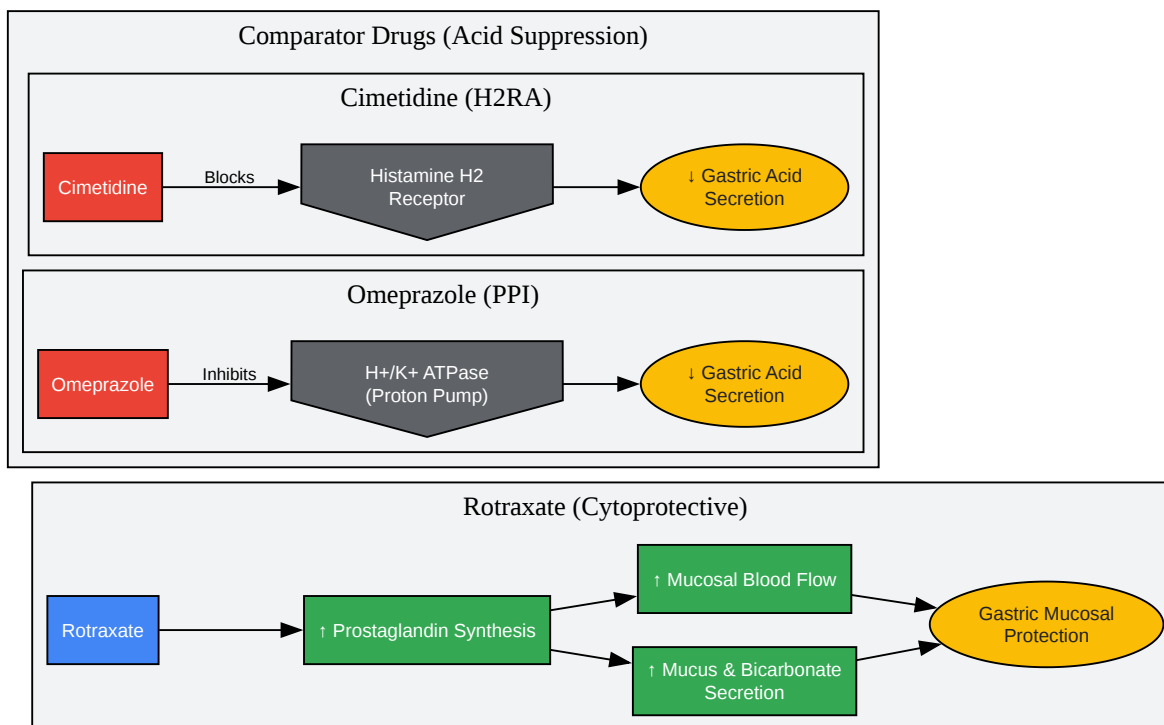 Comparator Drugs (Acid Suppression)
Cimetidine (H2RA)
Cimetidine
Blocks
Histamine H2
Receptor
↓ Gastric Acid
Secretion
Omeprazole (PPI)
Omeprazole
Inhibits
H+/K+ ATPase
(Proton Pump)
↓ Gastric Acid
Secretion
Rotraxate (Cytoprotective)
Rotraxate
↑ Prostaglandin Synthesis
↑ Mucosal Blood Flow
↑ Mucus & Bicarbonate
Secretion
Gastric Mucosal
Protection